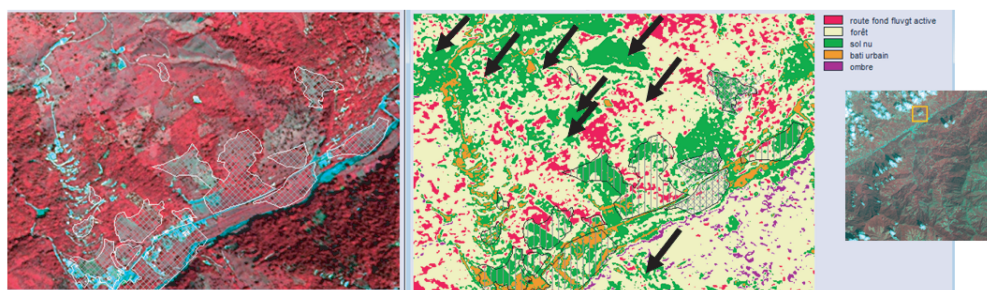 route fond fluvgt active
forêt
sol nu
bati urbain
ombre